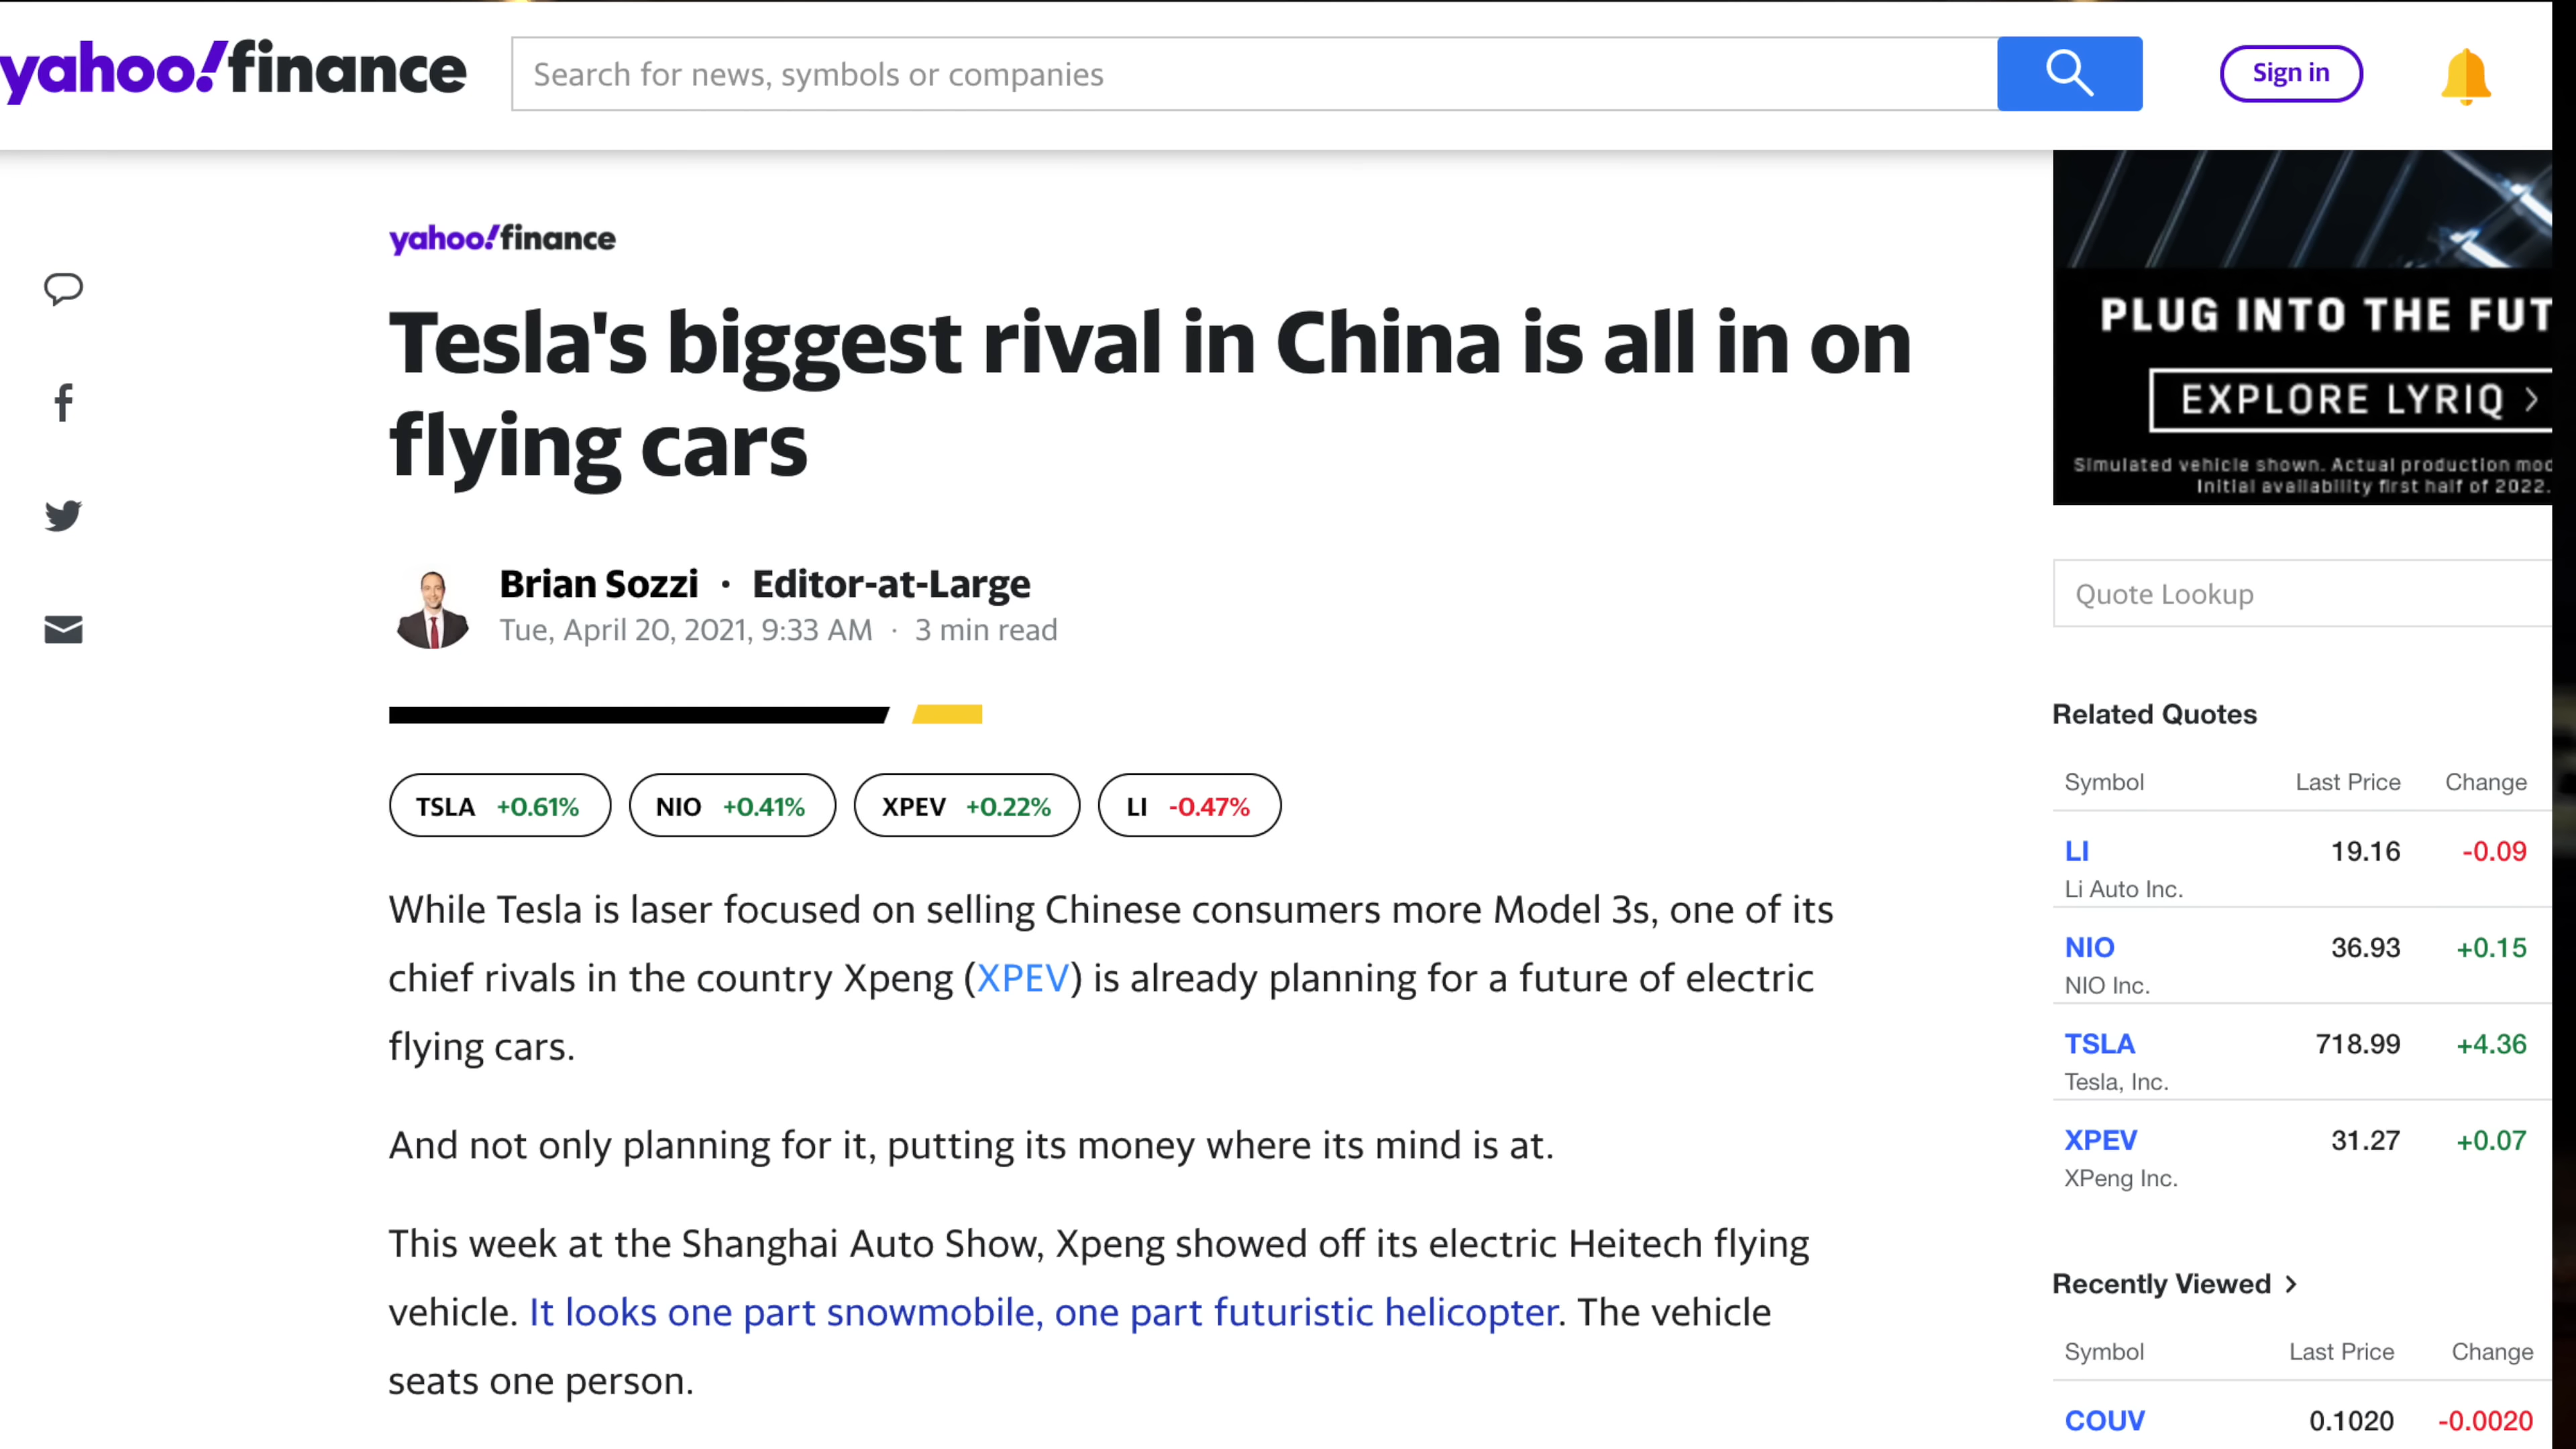 yahoo!finance
Search for news, symbols or companies
Sign in
yahoo!finance
Tesla's biggest rival in China is all in on
flying cars
Brian Sozzi · Editor-at-Large
Tue, April 20, 2021, 9:33 AM · 3 min read
TSLA +0.61% NIO +0.41% XPEV +0.22% LI -0.47%
While Tesla is laser focused on selling Chinese consumers more Model 3s, one of its
chief rivals in the country Xpeng (XPEV) is already planning for a future of electric
flying cars.
And not only planning for it, putting its money where its mind is at.
This week at the Shanghai Auto Show, Xpeng showed off its electric Heitech flying
vehicle. It looks one part snowmobile, one part futuristic helicopter. The vehicle
seats one person.
PLUG INTO THE FUT
EXPLORE LYRIQ >
Simulated vehicle shown. Actual production mod
Initial availability first half of 2022.
Quote Lookup
Related Quotes
Symbol Last Price Change
LI 19.16 -0.09
Li Auto Inc.
NIO 36.93 +0.15
NIO Inc.
TSLA 718.99 +4.36
Tesla, Inc.
XPEV 31.27 +0.07
XPeng Inc.
Recently Viewed >
Symbol Last Price Change
COUV 0.1020 -0.0020